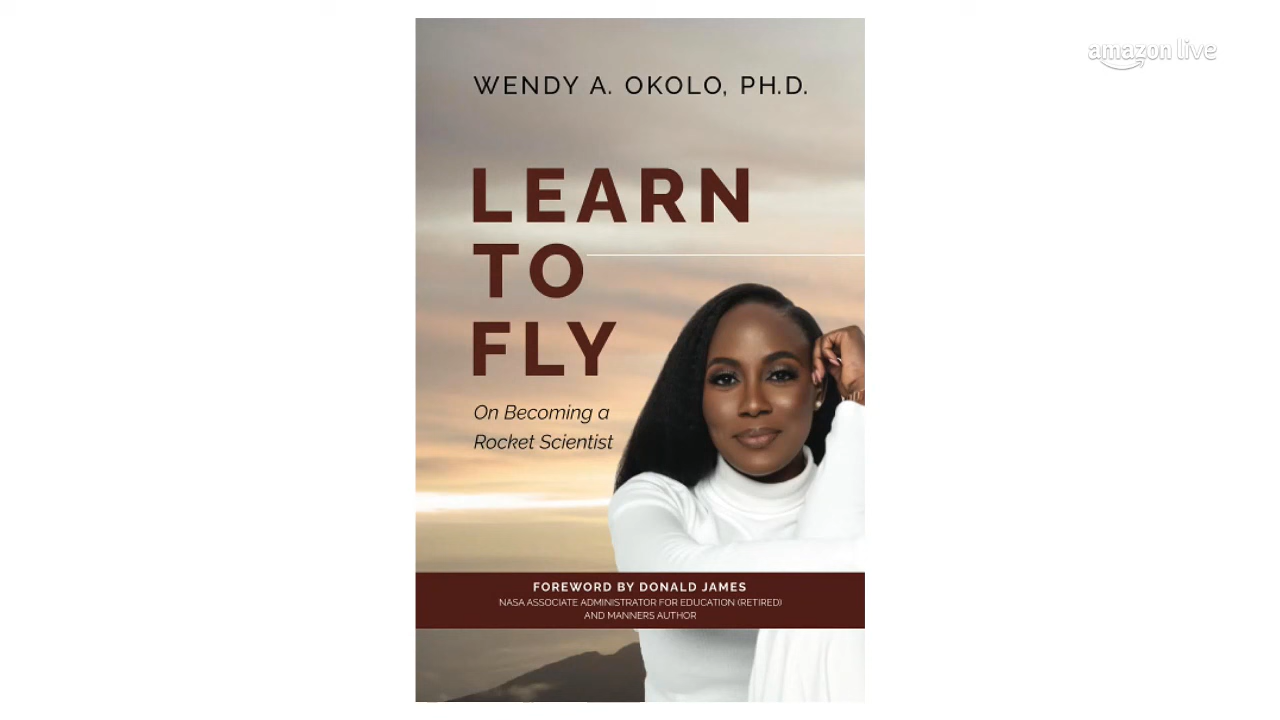 amazon live
WENDY A. OKOLO, PH.D.
LEARN
TO
FLY
On Becoming a
Rocket Scientist
FOREWORD BY DONALD JAMES
NASA ASSOCIATE ADMINISTRATOR FOR EDUCATION (RETIRED)
AND MANNERS AUTHOR